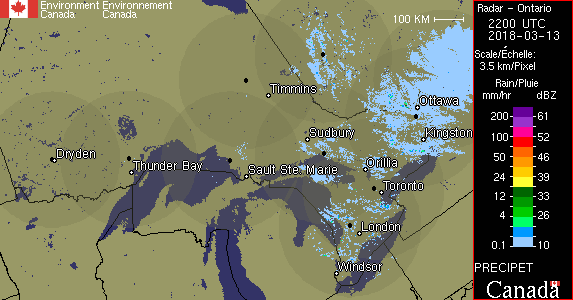 Environment Environnement
Canada Canada
100 KM
Timmins
Ottawa
Sudbury
Kingston
Dryden
Thunder Bay
Sault Ste. Marie
Orillia
Toronto
London
Windsor
Radar - Ontario
2200 UTC
2018-03-13
Scale/Échelle:
3.5 km/Pixel
Rain/Pluie
mm/hr dBZ
200 61
100 52
50 46
24 39
12 33
4 26
0.1 10
PRECIPET
Canada